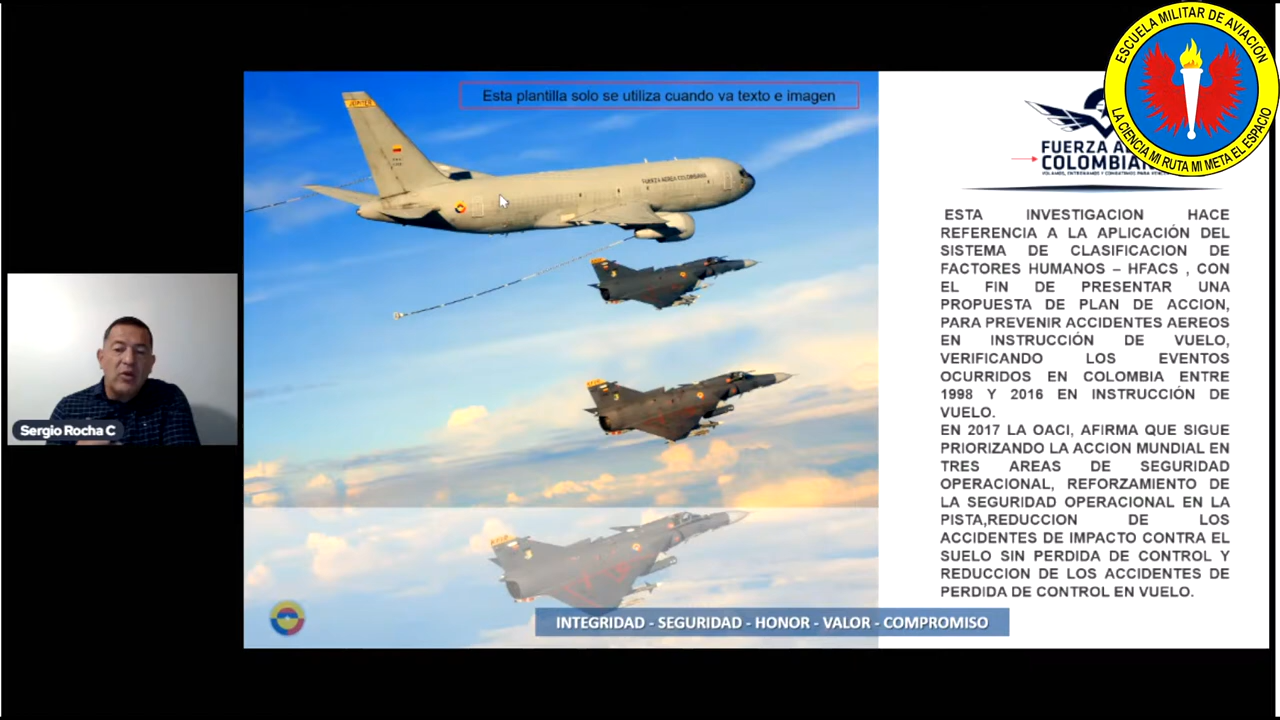 Esta plantilla solo se utiliza cuando va texto e imagen
ESCUELA MILITAR DE AVIACIÓN
LA CIENCIA MI RUTA MI META EL ESPACIO
FUERZA
COLOMBIAN
JUPITER
FUERZA AEREA COLOMBIANA
ESTA INVESTIGACION HACE
REFERENCIA A LA APLICACIÓN DEL
SISTEMA DE CLASIFICACION DE
FACTORES HUMANOS – HFACS , CON
EL FIN DE PRESENTAR UNA
PROPUESTA DE PLAN DE ACCION,
PARA PREVENIR ACCIDENTES AEREOS
EN INSTRUCCIÓN DE VUELO,
VERIFICANDO LOS EVENTOS
OCURRIDOS EN COLOMBIA ENTRE
1998 Y 2016 EN INSTRUCCIÓN DE
VUELO.
EN 2017 LA OACI, AFIRMA QUE SIGUE
PRIORIZANDO LA ACCION MUNDIAL EN
TRES AREAS DE SEGURIDAD
OPERACIONAL, REFORZAMIENTO DE
LA SEGURIDAD OPERACIONAL EN LA
PISTA,REDUCCION DE LOS
ACCIDENTES DE IMPACTO CONTRA EL
SUELO SIN PERDIDA DE CONTROL Y
REDUCCION DE LOS ACCIDENTES DE
PERDIDA DE CONTROL EN VUELO.
Sergio Rocha C
INTEGRIDAD - SEGURIDAD - HONOR - VALOR - COMPROMISO